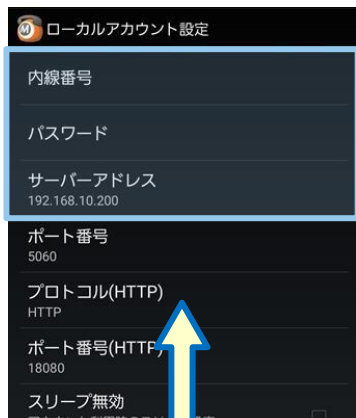 ローカルアカウント設定
内線番号
パスワード
サーバーアドレス
192.168.10.200
ポート番号
5060
プロトコル(HTTP)
HTTP
ポート番号(HTTP)
18080
スリープ無効